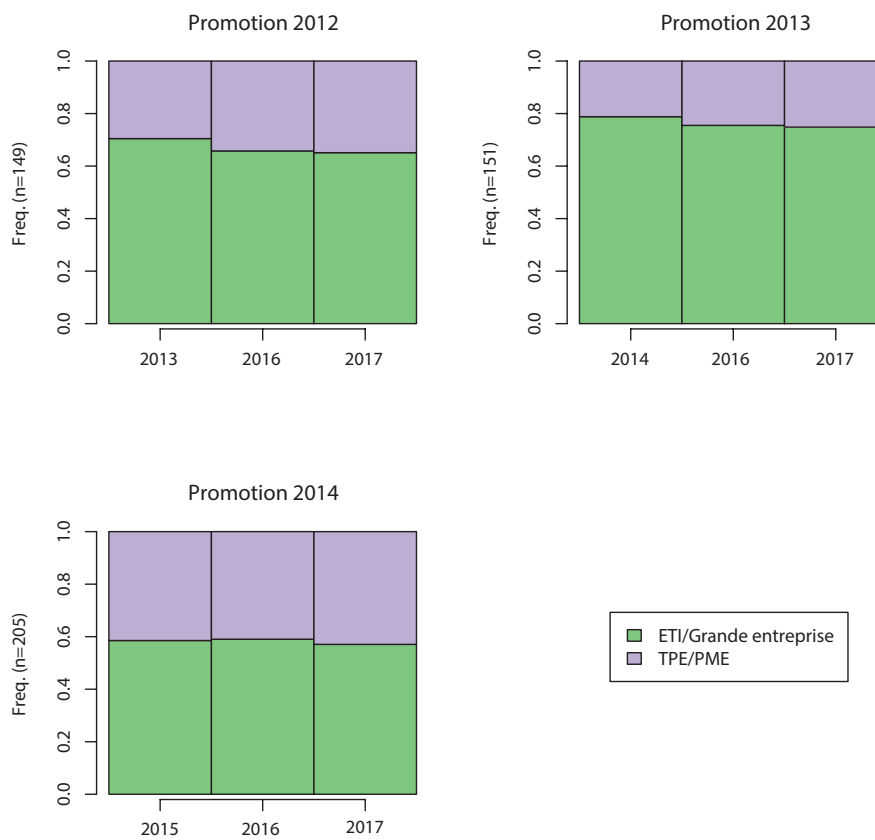 Promotion 2012
Freq. (n=149)
0.0 0.2 0.4 0.6 0.8 1.0
2013 2016 2017
Promotion 2013
Freq. (n=151)
0.0 0.2 0.4 0.6 0.8 1.0
2014 2016 2017
Promotion 2014
Freq. (n=205)
0.0 0.2 0.4 0.6 0.8 1.0
2015 2016 2017
ETI/Grande entreprise
TPE/PME